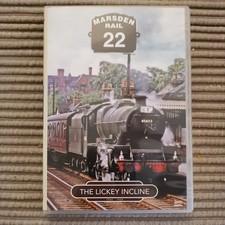 MARSDEN
RAIL
22
THE LICKEY INCLINE